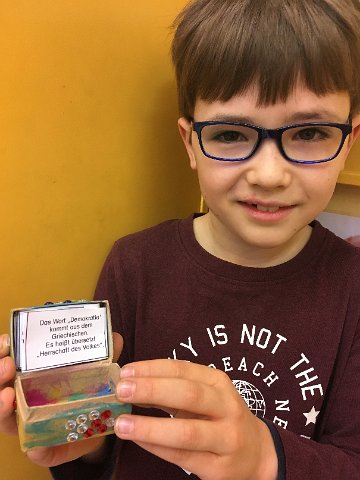 Das Wort „Demokratie"
kommt aus dem
Griechischen.
Es heißt übersetzt
„Herrschaft des Volkes".
Y IS NOT THE
REACH
NE